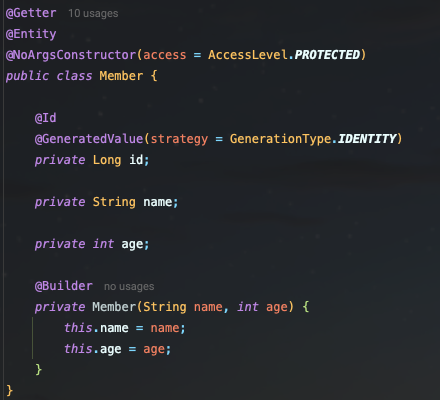 @Getter 10 usages
@Entity
@NoArgsConstructor(access = AccessLevel.PROTECTED)
public class Member {
@Id
@GeneratedValue(strategy = GenerationType.IDENTITY)
private Long id;
private String name;
private int age;
@Builder no usages
private Member(String name, int age) {
this.name = name;
this.age = age;
}
}